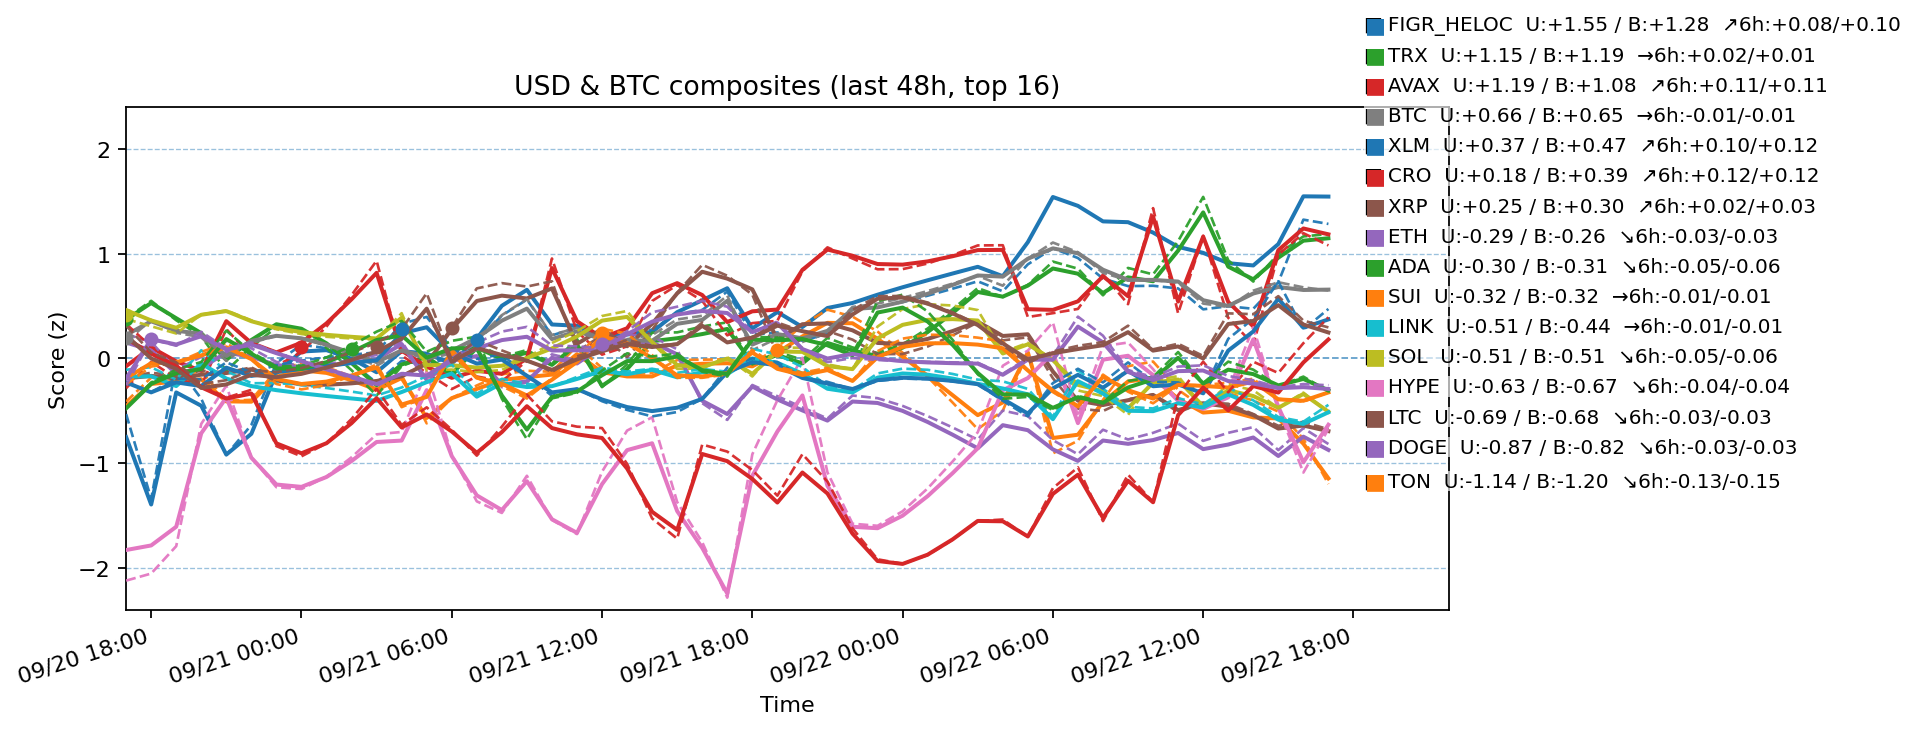 FIGR_HELOC  U:+1.55 / B:+1.28  ↗6h:+0.08/+0.10
TRX  U:+1.15 / B:+1.19  →6h:+0.02/+0.01
AVAX  U:+1.19 / B:+1.08  ↗6h:+0.11/+0.11
BTC  U:+0.66 / B:+0.65  →6h:-0.01/-0.01
XLM  U:+0.37 / B:+0.47  ↗6h:+0.10/+0.12
CRO  U:+0.18 / B:+0.39  ↗6h:+0.12/+0.12
XRP  U:+0.25 / B:+0.30  ↗6h:+0.02/+0.03
ETH  U:-0.29 / B:-0.26  ↘6h:-0.03/-0.03
ADA  U:-0.30 / B:-0.31  ↘6h:-0.05/-0.06
SUI  U:-0.32 / B:-0.32  →6h:-0.01/-0.01
LINK  U:-0.51 / B:-0.44  →6h:-0.01/-0.01
SOL  U:-0.51 / B:-0.51  ↘6h:-0.05/-0.06
HYPE  U:-0.63 / B:-0.67  ↘6h:-0.04/-0.04
LTC  U:-0.69 / B:-0.68  ↘6h:-0.03/-0.03
DOGE  U:-0.87 / B:-0.82  ↘6h:-0.03/-0.03
TON  U:-1.14 / B:-1.20  ↘6h:-0.13/-0.15
USD & BTC composites (last 48h, top 16)
Score (z)
2
1
0
−1
−2
09/20 18:00
09/21 00:00
09/21 06:00
09/21 12:00
09/21 18:00
09/22 00:00
09/22 06:00
09/22 12:00
09/22 18:00
Time